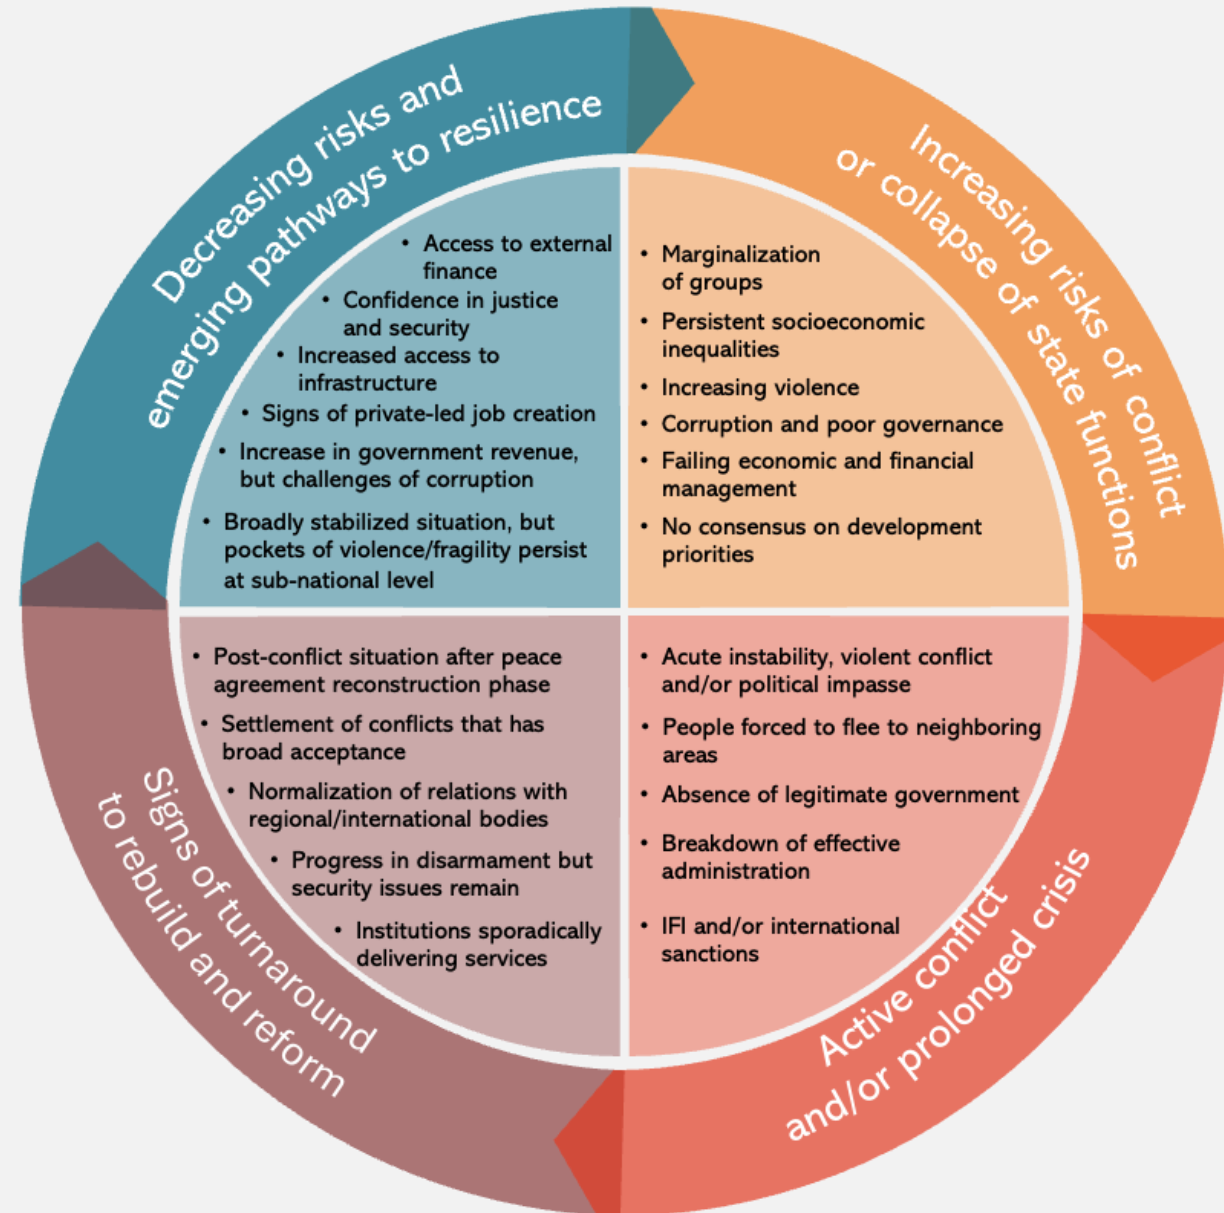 Decreasing risks and
emerging pathways to resilience
• Access to external
finance
• Confidence in justice
and security
• Increased access to
infrastructure
• Signs of private-led job creation
• Increase in government revenue,
but challenges of corruption
• Broadly stabilized situation, but
pockets of violence/fragility persist
at sub-national level
Increasing risks of conflict
or collapse of state functions
• Marginalization
of groups
• Persistent socioeconomic
inequalities
• Increasing violence
• Corruption and poor governance
• Failing economic and financial
management
• No consensus on development
priorities
Signs of turnaround
to rebuild and reform
• Post-conflict situation after peace
agreement reconstruction phase
• Settlement of conflicts that has
broad acceptance
• Normalization of relations with
regional/international bodies
• Progress in disarmament but
security issues remain
• Institutions sporadically
delivering services
Active conflict
and/or prolonged crisis
• Acute instability, violent conflict
and/or political impasse
• People forced to flee to neighboring
areas
• Absence of legitimate government
• Breakdown of effective
administration
• IFI and/or international
sanctions